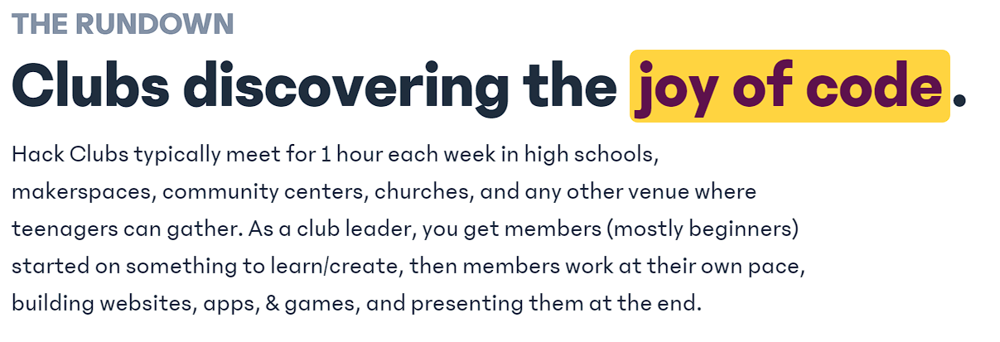 THE RUNDOWN
Clubs discovering the joy of code.
Hack Clubs typically meet for 1 hour each week in high schools,
makerspaces, community centers, churches, and any other venue where
teenagers can gather. As a club leader, you get members (mostly beginners)
started on something to learn/create, then members work at their own pace,
building websites, apps, & games, and presenting them at the end.